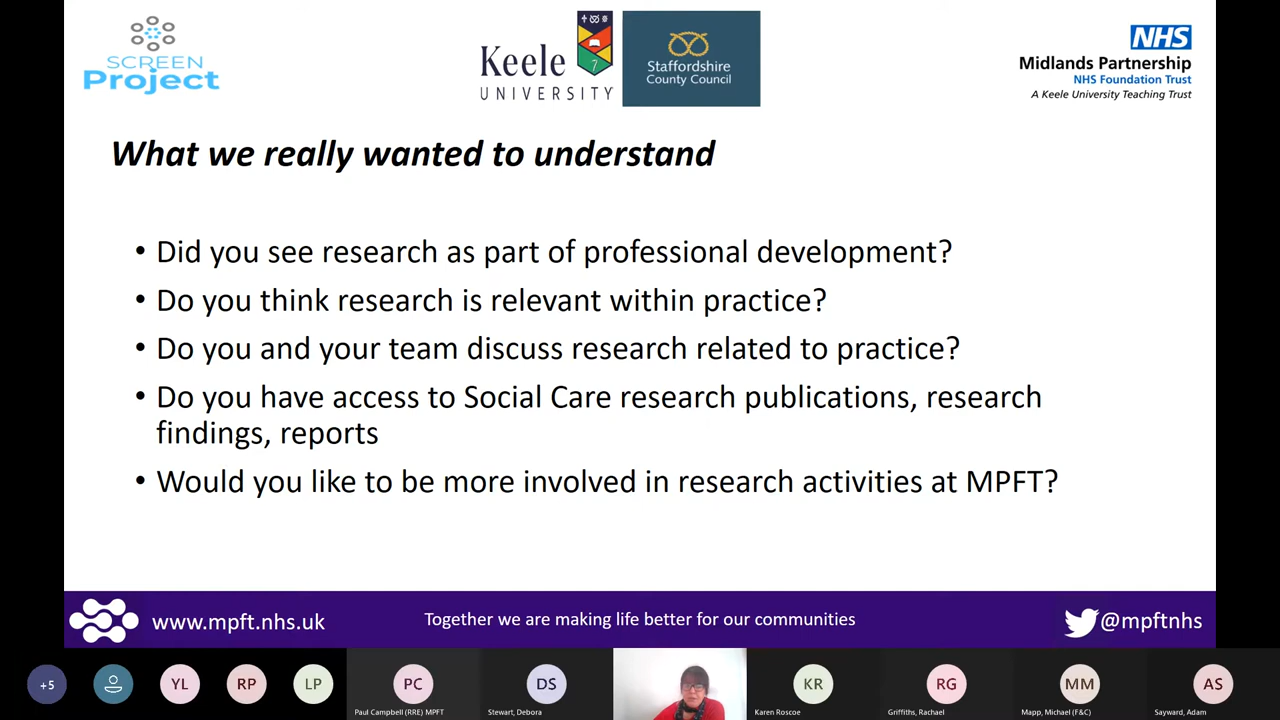 SCREEN
Project
Keele
UNIVERSITY
Staffordshire
County Council
NHS
Midlands Partnership
NHS Foundation Trust
A Keele University Teaching Trust
What we really wanted to understand
• Did you see research as part of professional development?
• Do you think research is relevant within practice?
• Do you and your team discuss research related to practice?
• Do you have access to Social Care research publications, research
findings, reports
• Would you like to be more involved in research activities at MPFT?
www.mpft.nhs.uk
Together we are making life better for our communities
@mpftnhs
+5
YL
RP
LP
PC
DS
KR
RG
MM
AS
Paul Campbell (RRE) MPFT
Stewart, Debora
Karen Roscoe
Griffiths, Rachael
Mapp, Michael (F&C)
Sayward, Adam